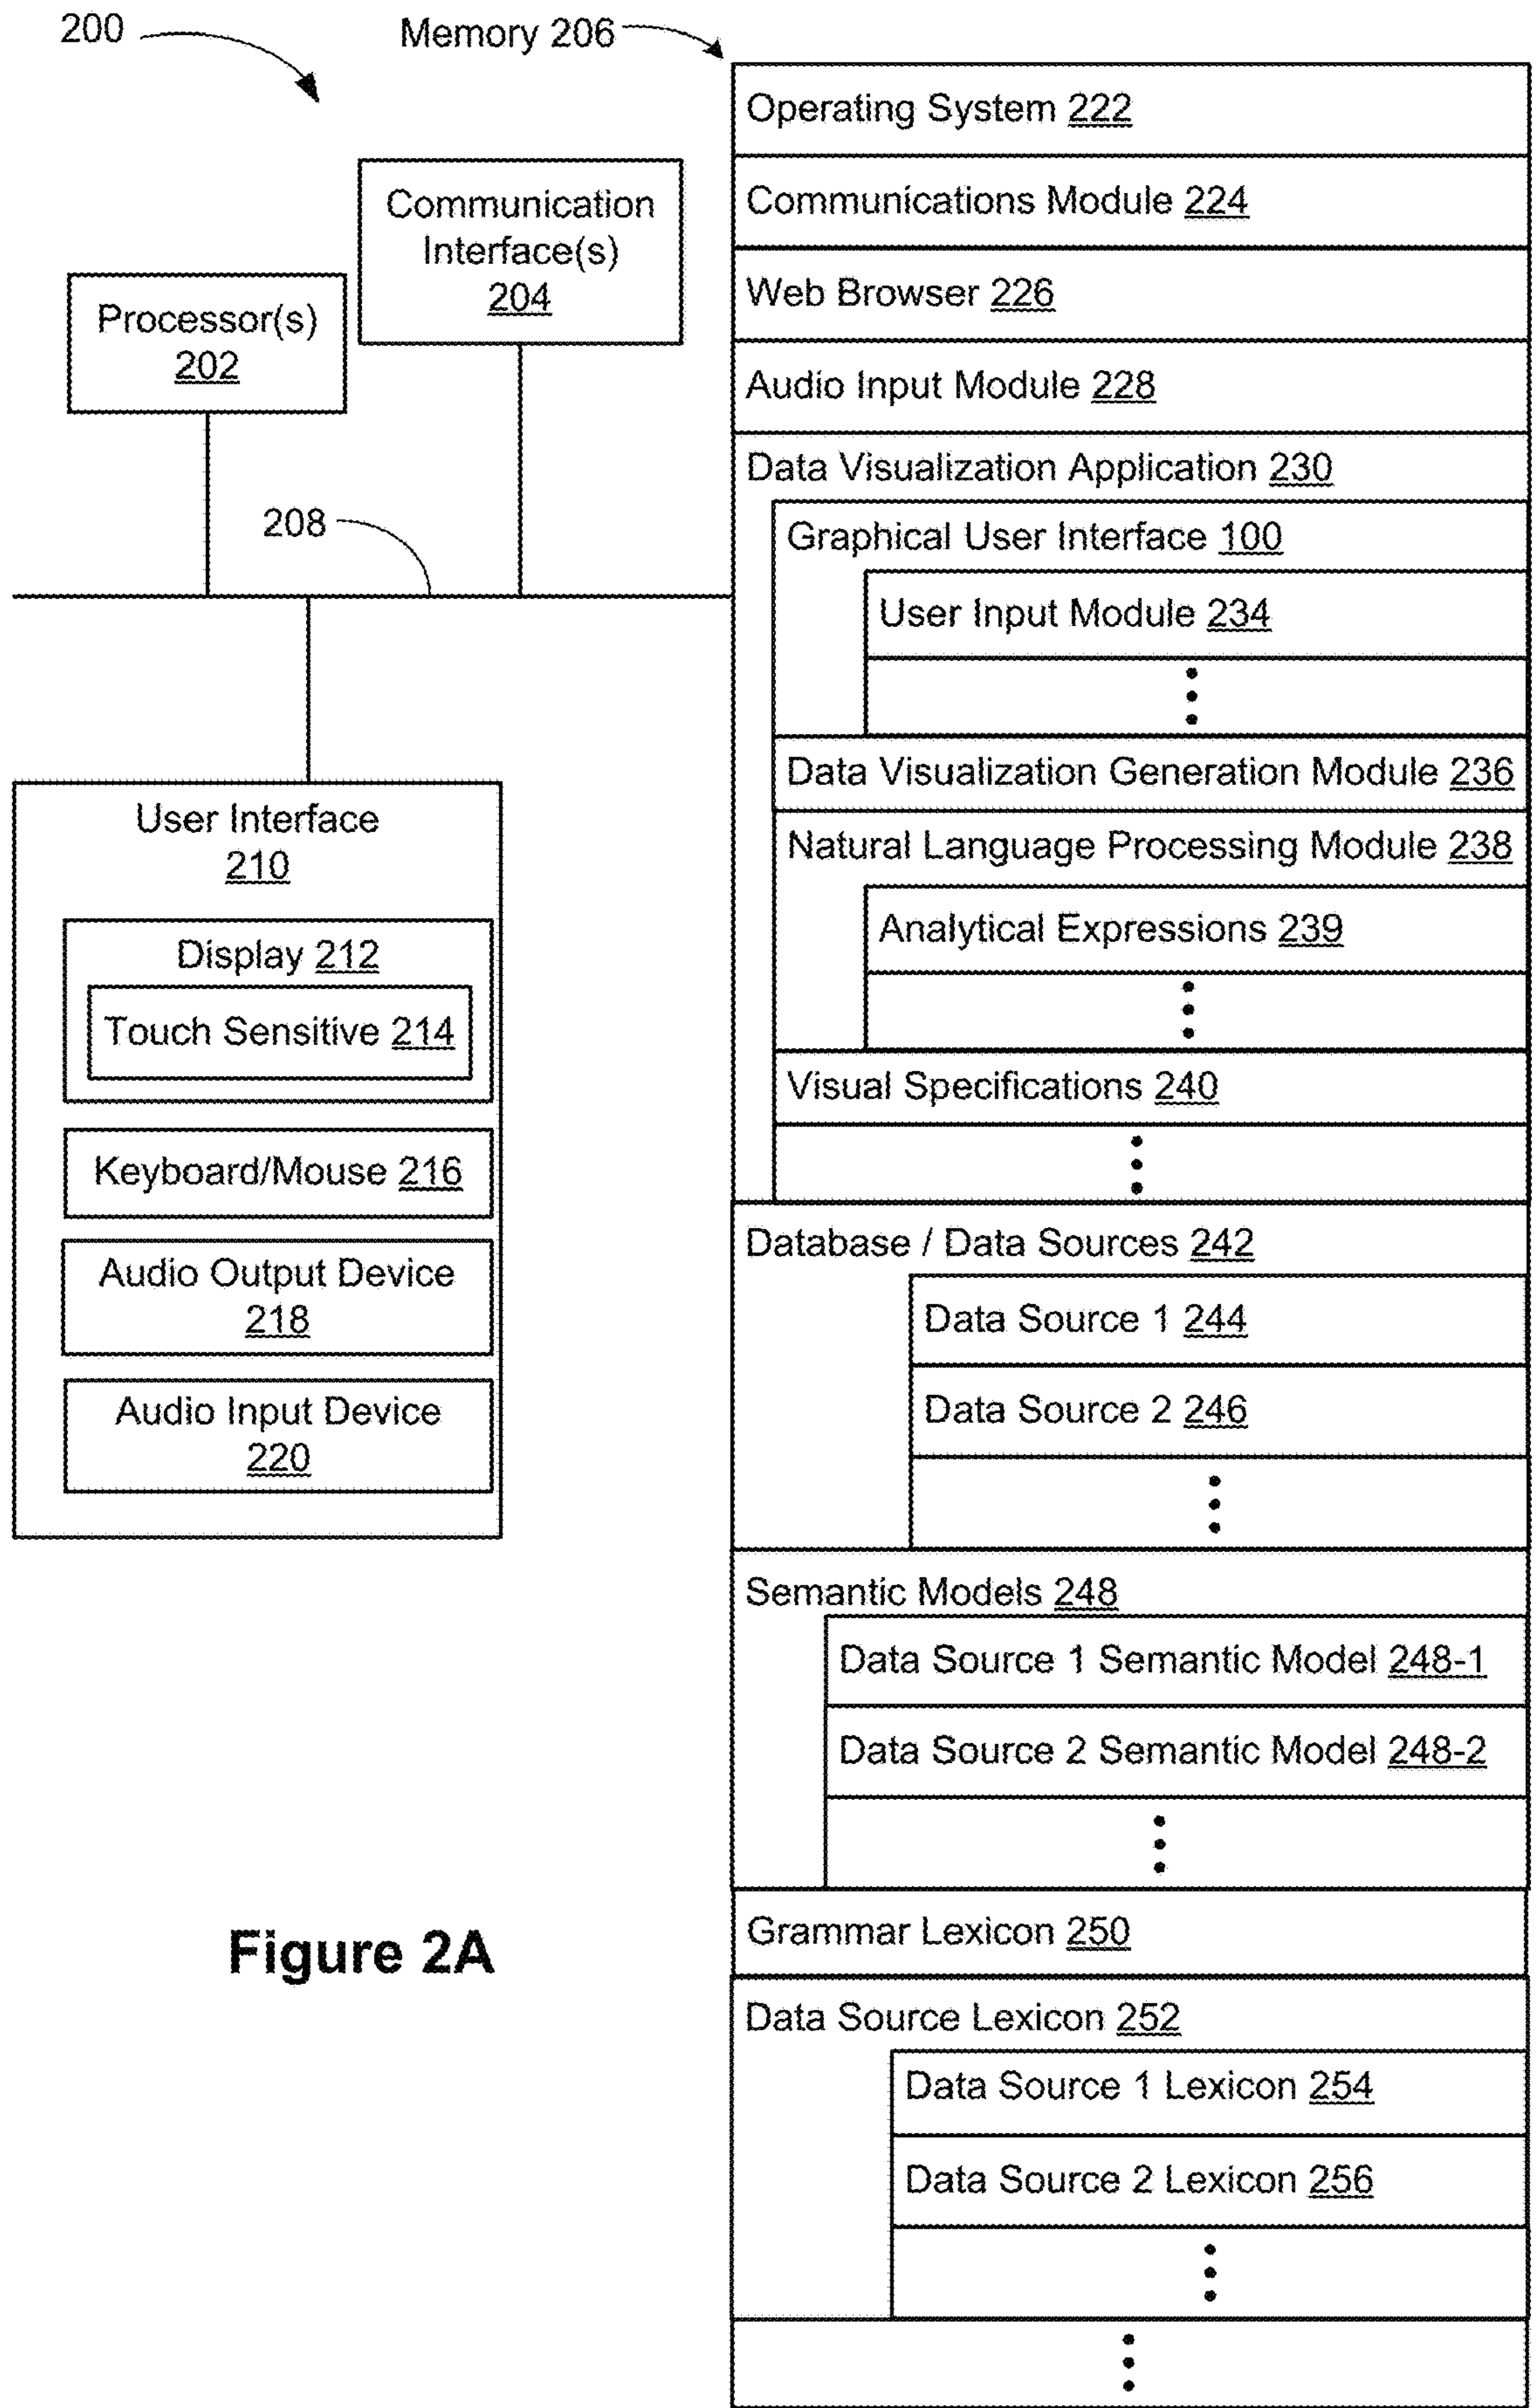 200
Memory 206
Communication
Interface(s)
204
Processor(s)
202
208
User Interface
210
Display 212
Touch Sensitive 214
Keyboard/Mouse 216
Audio Output Device
218
Audio Input Device
220
Operating System 222
Communications Module 224
Web Browser 226
Audio Input Module 228
Data Visualization Application 230
Graphical User Interface 100
User Input Module 234
Data Visualization Generation Module 236
Natural Language Processing Module 238
Analytical Expressions 239
Visual Specifications 240
Database / Data Sources 242
Data Source 1 244
Data Source 2 246
Semantic Models 248
Data Source 1 Semantic Model 248-1
Data Source 2 Semantic Model 248-2
Grammar Lexicon 250
Data Source Lexicon 252
Data Source 1 Lexicon 254
Data Source 2 Lexicon 256
Figure 2A